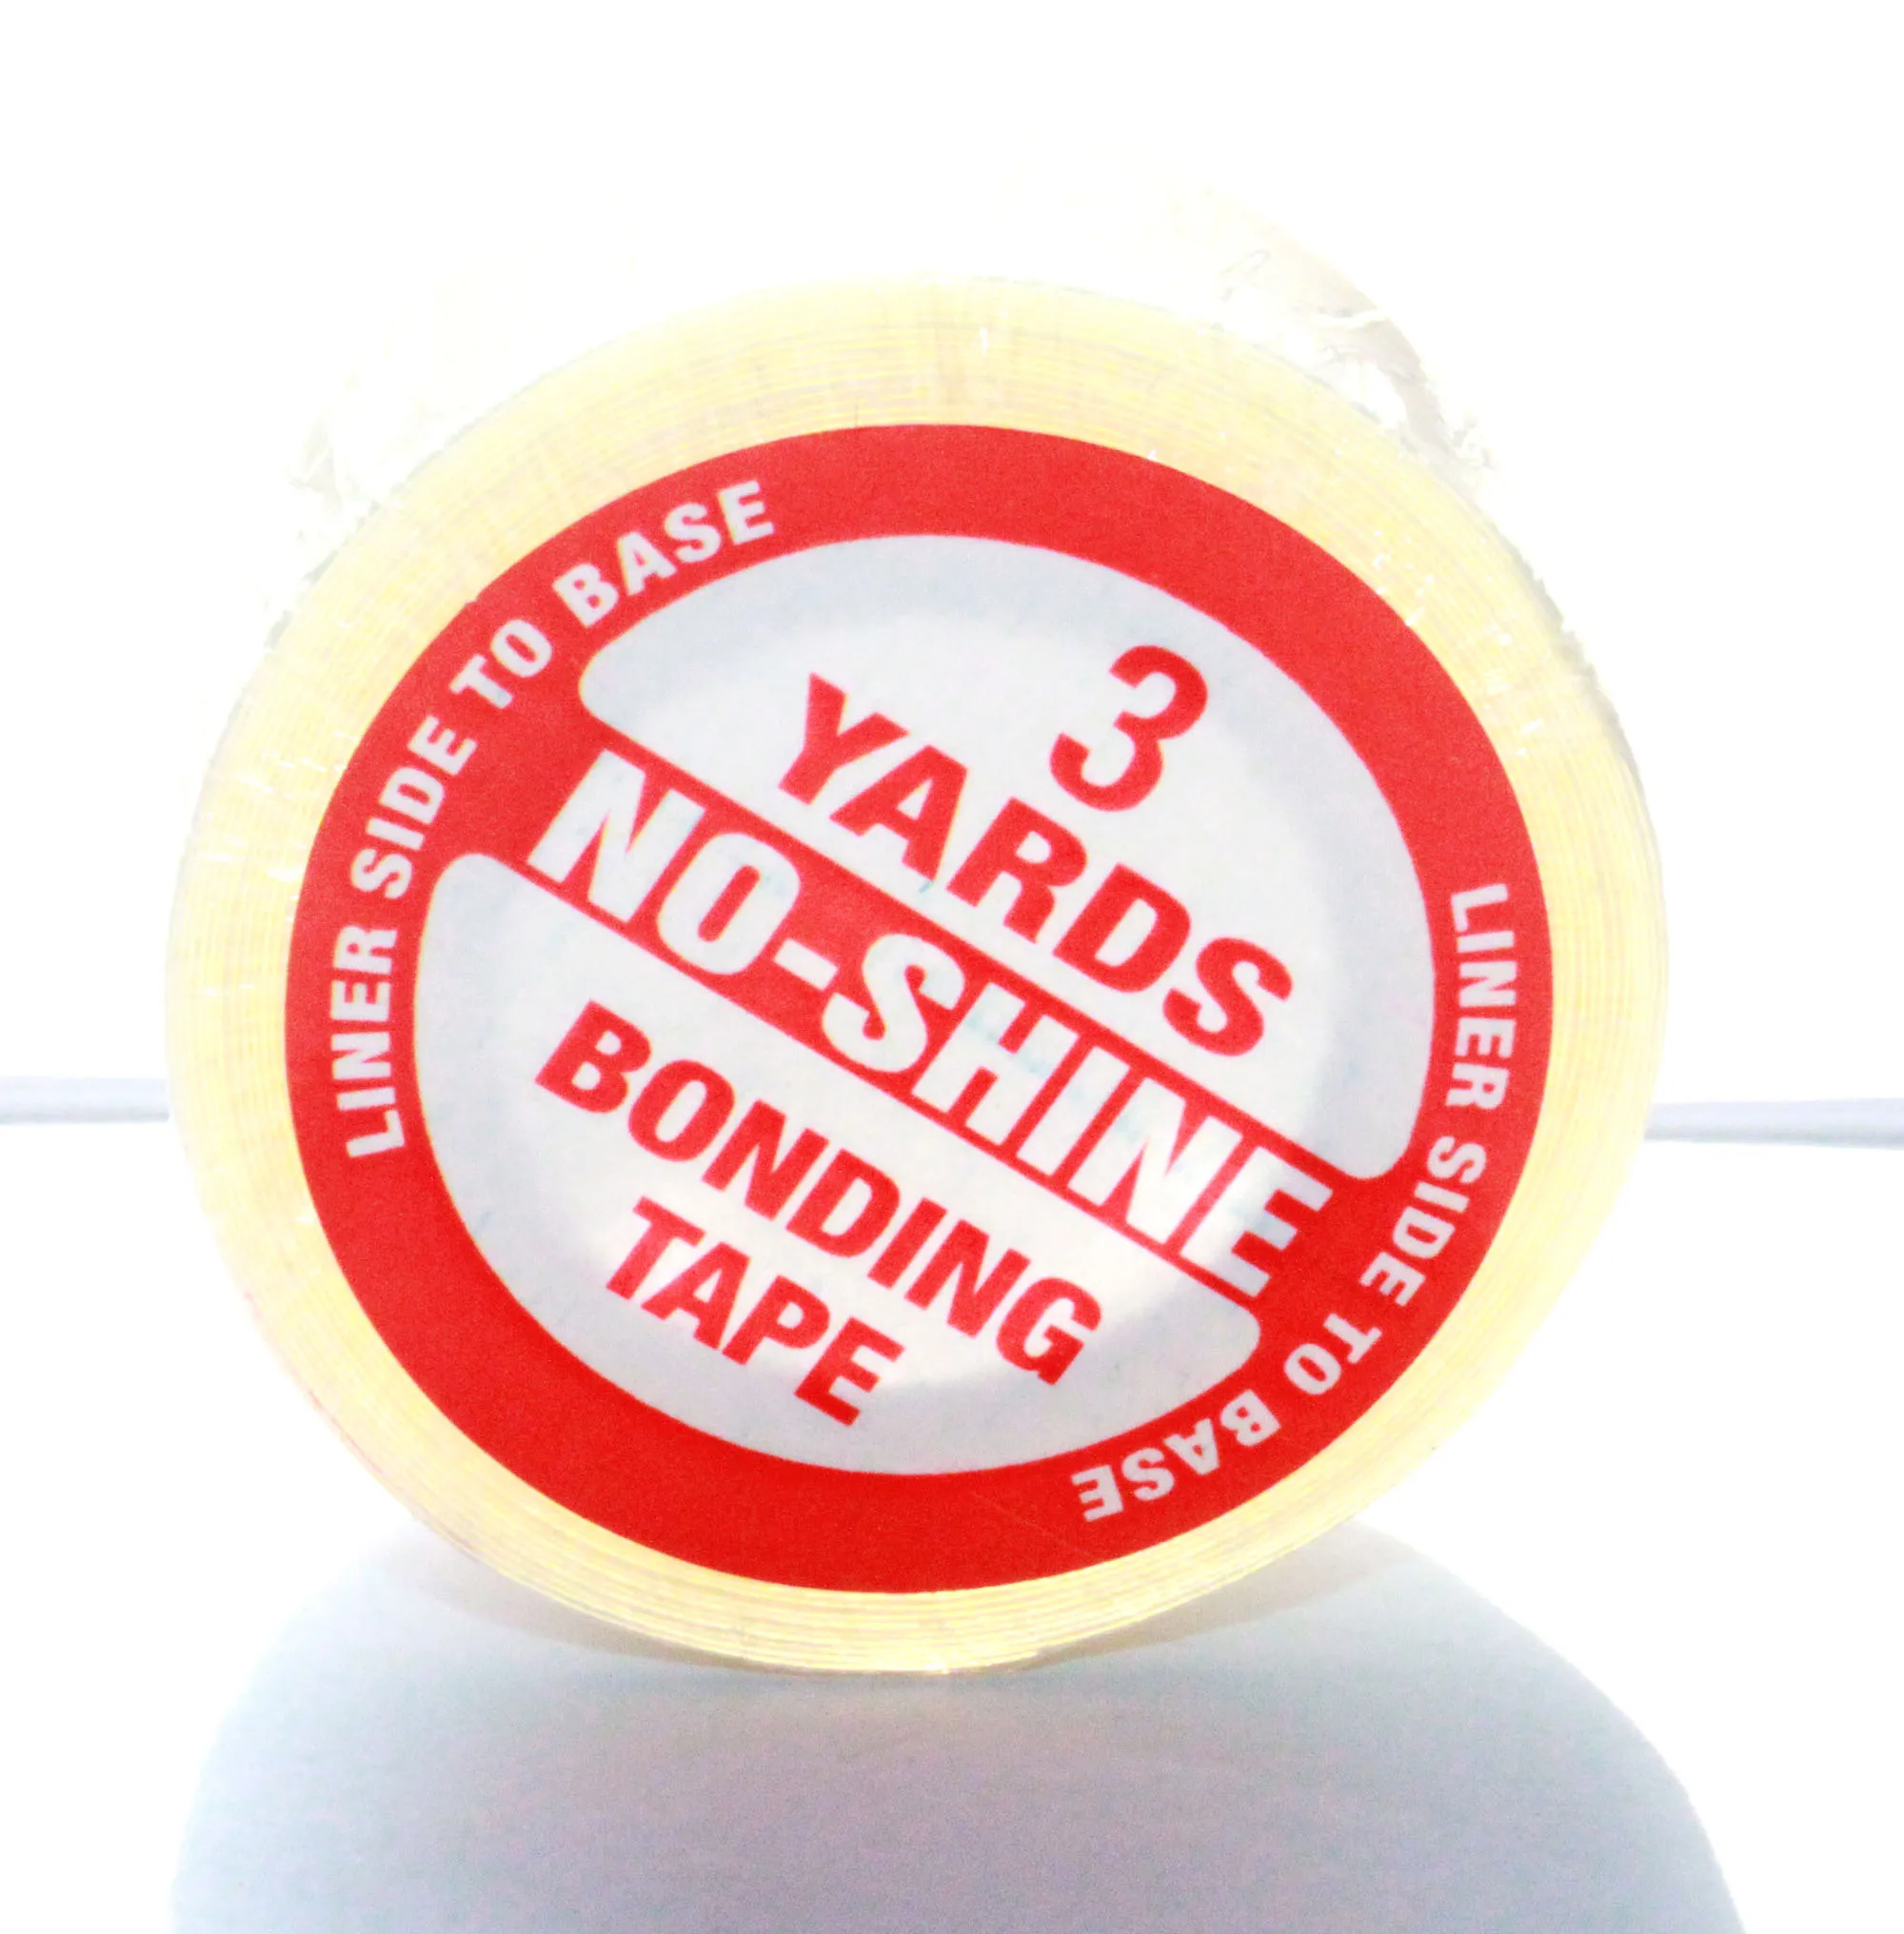 LINER SIDE TO BASE
3
YARDS
NO-SHINE
BONDING
TAPE
LINER SIDE TO BASE